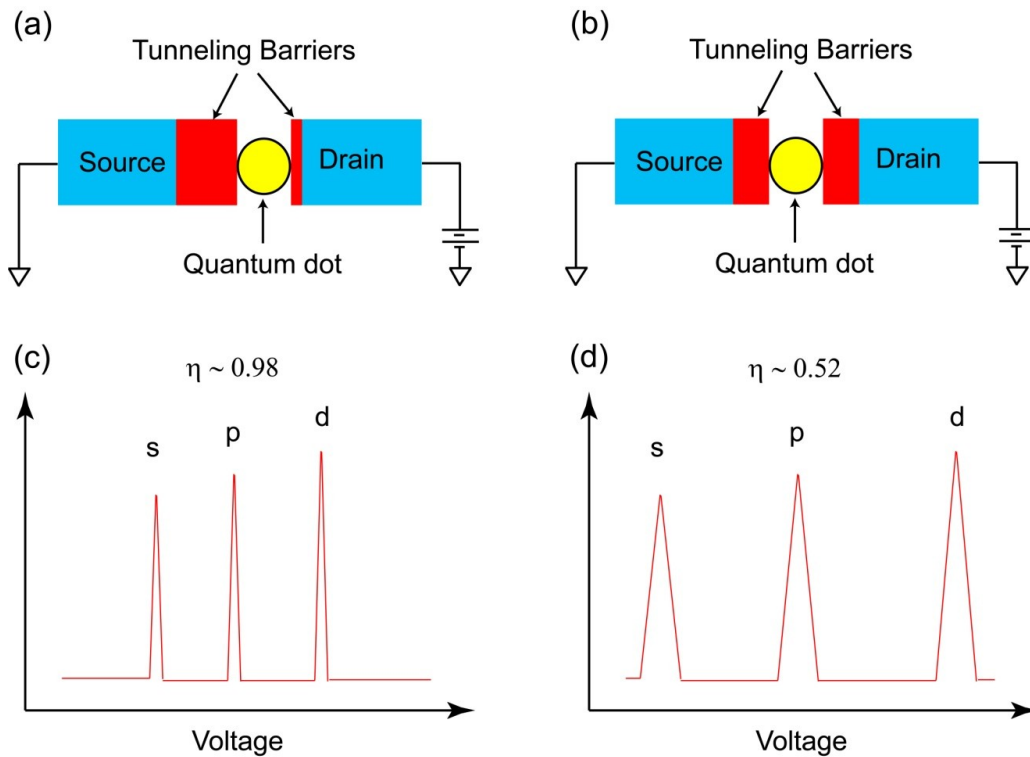 (a)
Tunneling Barriers
Source
Drain
Quantum dot
(b)
Tunneling Barriers
Source
Drain
Quantum dot
(c)
η ~ 0.98
s
p
d
Voltage
(d)
η ~ 0.52
s
p
d
Voltage